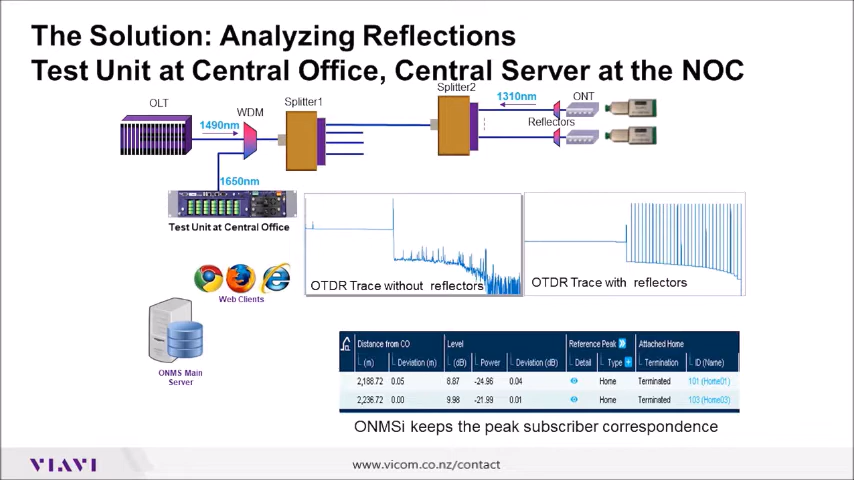 The Solution: Analyzing Reflections
Test Unit at Central Office, Central Server at the NOC
OLT
WDM
Splitter1
Splitter2
1310nm
ONT
1490nm
Reflectors
1650nm
Test Unit at Central Office
OTDR Trace without reflectors
OTDR Trace with reflectors
Web Clients
ONMS Main
Server
Distance from CO Level Reference Peak Attached Home
(m) Deviation (m) (dB) Power Deviation (dB) Detail Type Termination ID (Name)
2,188.72 0.05 8.87 -24.96 0.04 Home Terminated 101 (Home01)
2,236.72 0.00 9.98 -21.99 0.01 Home Terminated 103 (Home03)
ONMSi keeps the peak subscriber correspondence
VIAVI
www.vicom.co.nz/contact